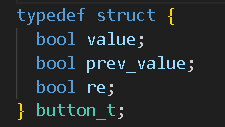 typedef struct {
  bool value;
  bool prev_value;
  bool re;
} button_t;